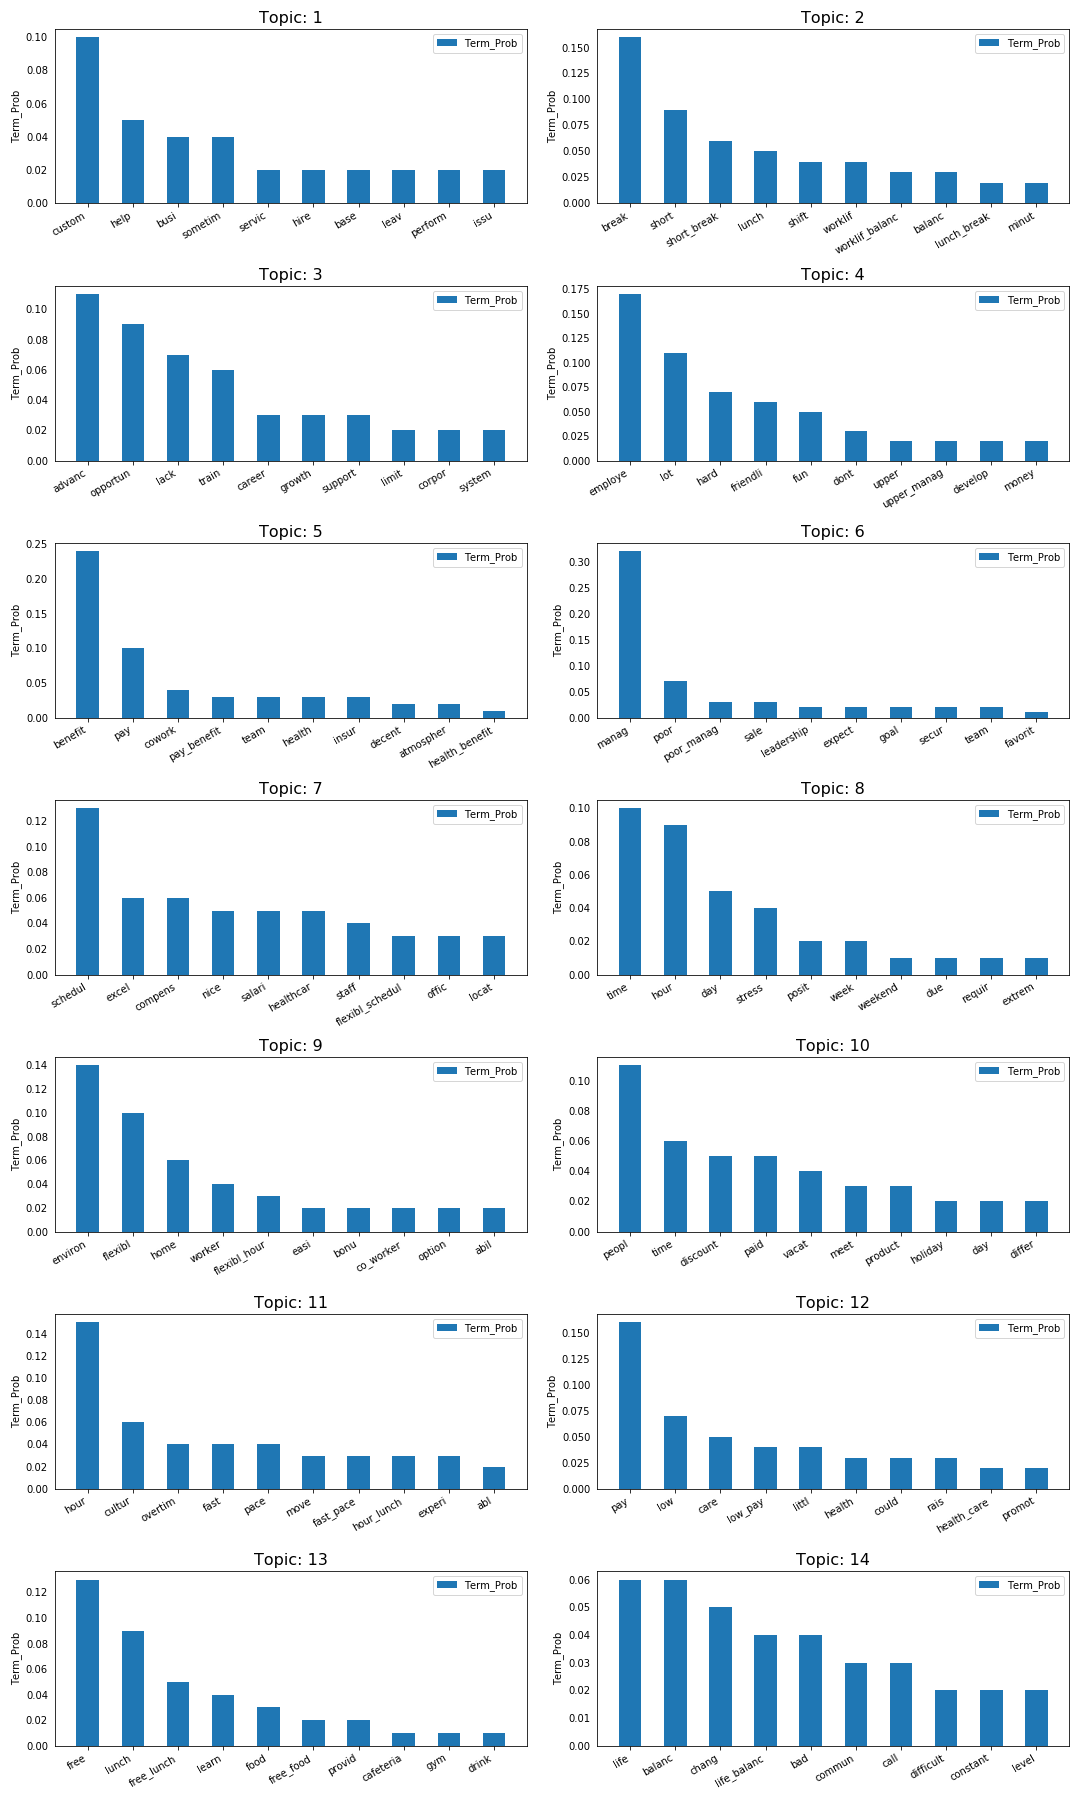 Topic: 1
Term_Prob
Term_Prob
0.10
0.08
0.06
0.04
0.02
0.00
custom help busi sometim servic hire base leav perform issu
Topic: 2
Term_Prob
Term_Prob
0.150
0.125
0.100
0.075
0.050
0.025
0.000
break short short_break lunch shift worklif worklif_balanc balanc lunch_break minut
Topic: 3
Term_Prob
Term_Prob
0.10
0.08
0.06
0.04
0.02
0.00
advanc opportun lack train career growth support limit corpor system
Topic: 4
Term_Prob
Term_Prob
0.175
0.150
0.125
0.100
0.075
0.050
0.025
0.000
employe lot hard friendli fun dont upper upper_manag develop money
Topic: 5
Term_Prob
Term_Prob
0.25
0.20
0.15
0.10
0.05
0.00
benefit pay cowork pay_benefit team health insur decent atmospher health_benefit
Topic: 6
Term_Prob
Term_Prob
0.30
0.25
0.20
0.15
0.10
0.05
0.00
manag poor poor_manag sale leadership expect goal secur team favorit
Topic: 7
Term_Prob
Term_Prob
0.12
0.10
0.08
0.06
0.04
0.02
0.00
schedul excel compens nice salari healthcar staff flexibl_schedul offic locat
Topic: 8
Term_Prob
Term_Prob
0.10
0.08
0.06
0.04
0.02
0.00
time hour day stress posit week weekend due requir extrem
Topic: 9
Term_Prob
Term_Prob
0.14
0.12
0.10
0.08
0.06
0.04
0.02
0.00
environ flexibl home worker flexibl_hour easi bonu co_worker option abil
Topic: 10
Term_Prob
Term_Prob
0.10
0.08
0.06
0.04
0.02
0.00
peopl time discount paid vacat meet product holiday day differ
Topic: 11
Term_Prob
Term_Prob
0.14
0.12
0.10
0.08
0.06
0.04
0.02
0.00
hour cultur overtim fast pace move fast_pace hour_lunch experi abl
Topic: 12
Term_Prob
Term_Prob
0.150
0.125
0.100
0.075
0.050
0.025
0.000
pay low care low_pay littl health could rais health_care promot
Topic: 13
Term_Prob
Term_Prob
0.12
0.10
0.08
0.06
0.04
0.02
0.00
free lunch free_lunch learn food free_food provid cafeteria gym drink
Topic: 14
Term_Prob
Term_Prob
0.06
0.05
0.04
0.03
0.02
0.01
0.00
life balanc chang life_balanc bad commun call difficult constant level